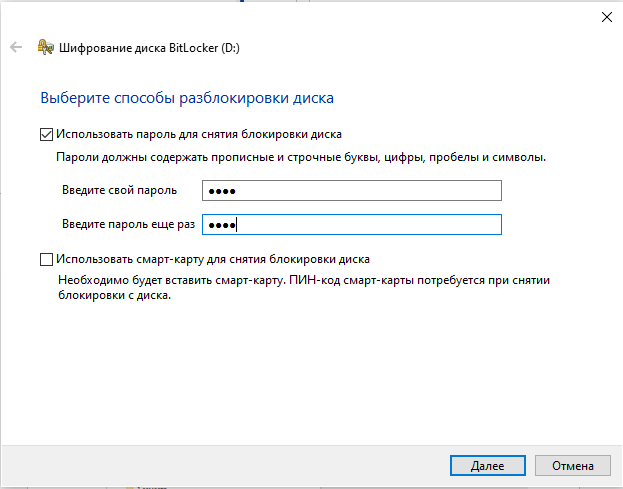 Шифрование диска BitLocker (D:)
Выберите способы разблокировки диска
Использовать пароль для снятия блокировки диска
Пароли должны содержать прописные и строчные буквы, цифры, пробелы и символы.
Введите свой пароль ●●●●
Введите пароль еще раз ●●●●
Использовать смарт-карту для снятия блокировки диска
Необходимо будет вставить смарт-карту. ПИН-код смарт-карты потребуется при снятии
блокировки с диска.
Далее Отмена